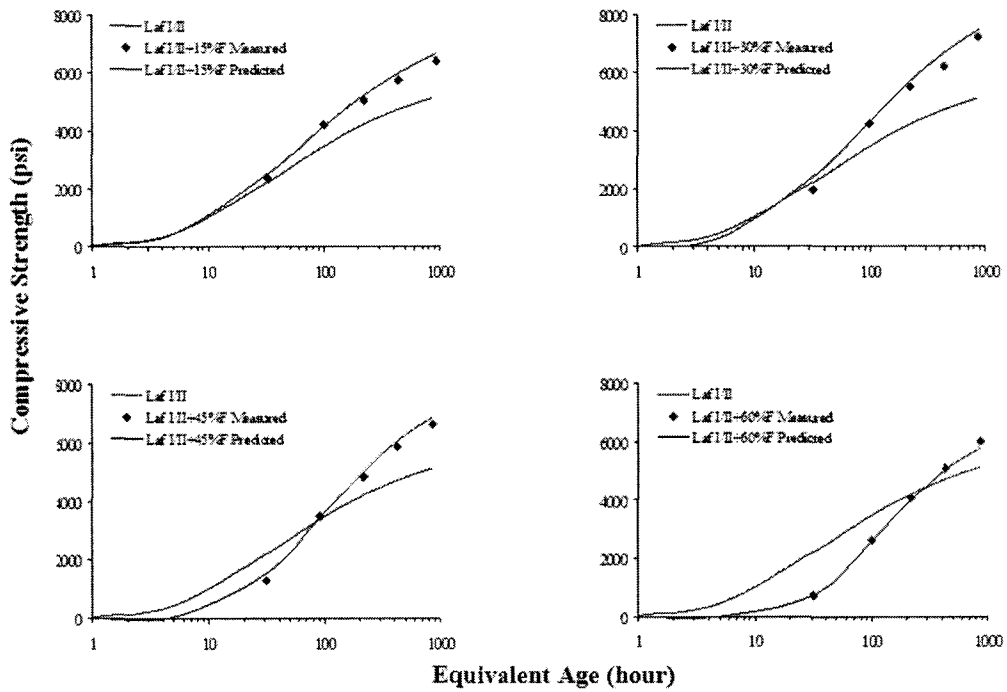 8000
6000
4000
2000
0
1
10
100
1000
Laf I/II
Laf I/II+15%F Measured
Laf I/II+15%F Predicted
8000
6000
4000
2000
0
1
10
100
1000
Laf I/II
Laf I/II+30%F Measured
Laf I/II+30%F Predicted
Compressive Strength (psi)
4000
2000
0
1
10
100
1000
Laf I/II
Laf I/II+45%F Measured
Laf I/II+45%F Predicted
8000
6000
4000
2000
0
1
10
100
1000
Laf I/II
Laf I/II+60%F Measured
Laf I/II+60%F Predicted
Equivalent Age (hour)